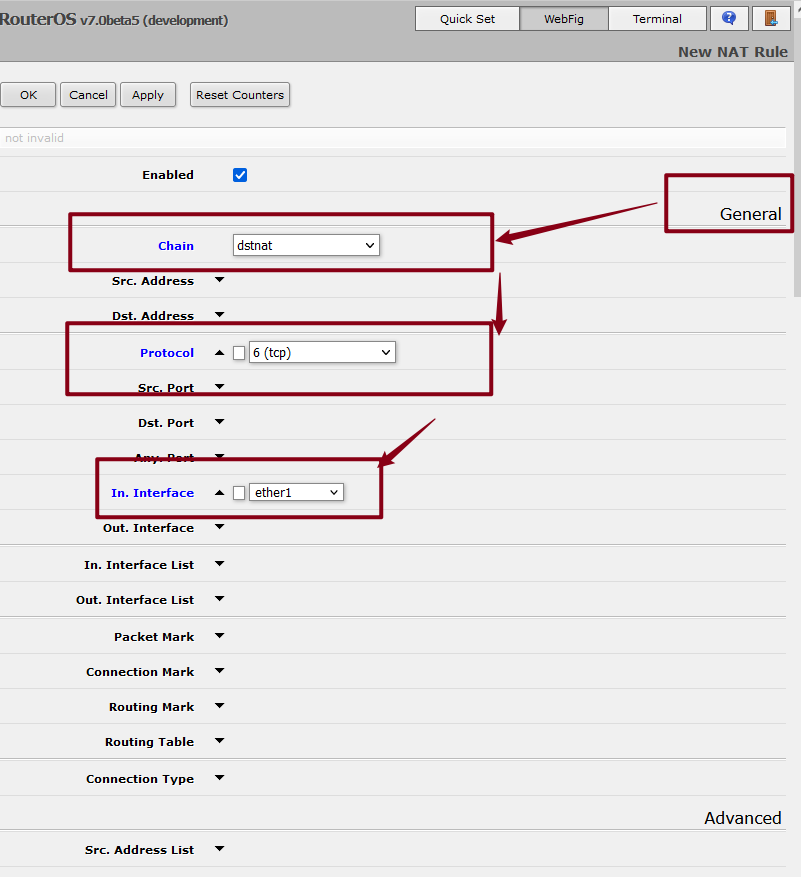 RouterOS v7.0beta5 (development)
Quick Set
WebFig
Terminal
New NAT Rule
OK
Cancel
Apply
Reset Counters
not invalid
Enabled
General
Chain
dstnat
Src. Address
Dst. Address
Protocol
6 (tcp)
Src. Port
Dst. Port
Any. Port
In. Interface
ether1
Out. Interface
In. Interface List
Out. Interface List
Packet Mark
Connection Mark
Routing Mark
Routing Table
Connection Type
Advanced
Src. Address List